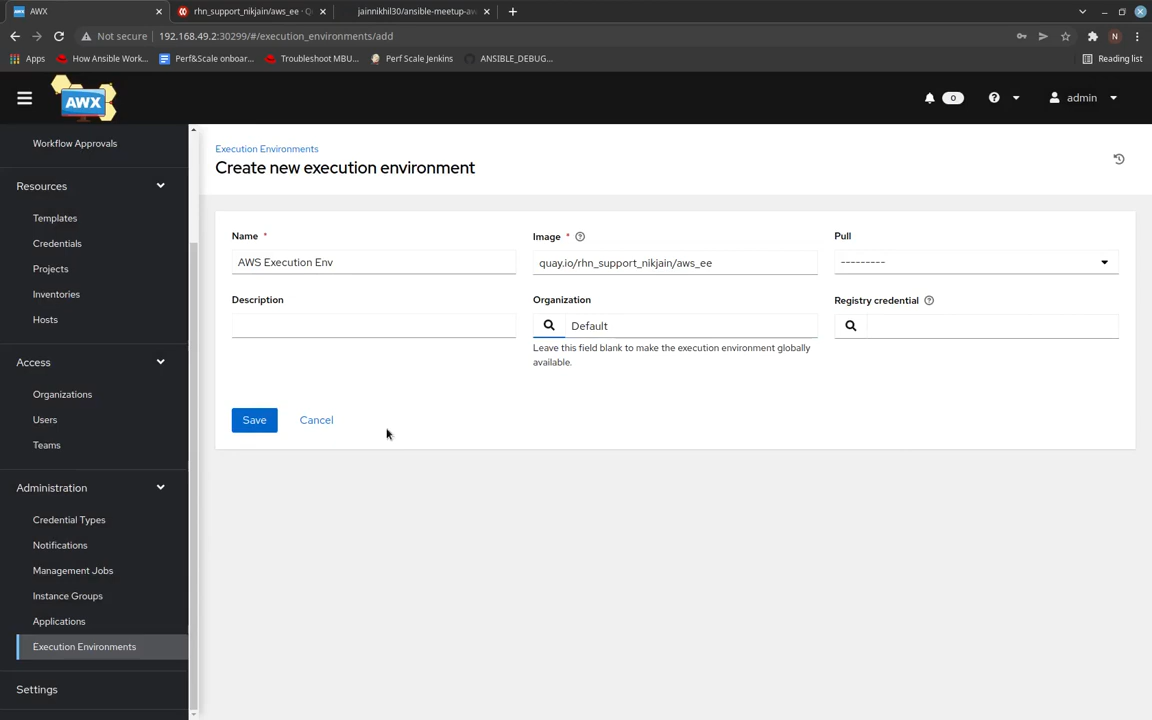 AWX
rhn_support_nikjain/aws_ee · Q
jainnikhil30/ansible-meetup-aw
Not secure
192.168.49.2:30299/#/execution_environments/add
N
Apps
How Ansible Work...
Perf&Scale onboar...
Troubleshoot MBU...
Perf Scale Jenkins
ANSIBLE_DEBUG...
Reading list
AWX
0
admin
Workflow Approvals
Resources
Templates
Credentials
Projects
Inventories
Hosts
Access
Organizations
Users
Teams
Administration
Credential Types
Notifications
Management Jobs
Instance Groups
Applications
Execution Environments
Settings
Execution Environments
Create new execution environment
Name *
AWS Execution Env
Image *
quay.io/rhn_support_nikjain/aws_ee
Pull
---------
Description
Organization
Default
Leave this field blank to make the execution environment globally
available.
Registry credential
Save
Cancel